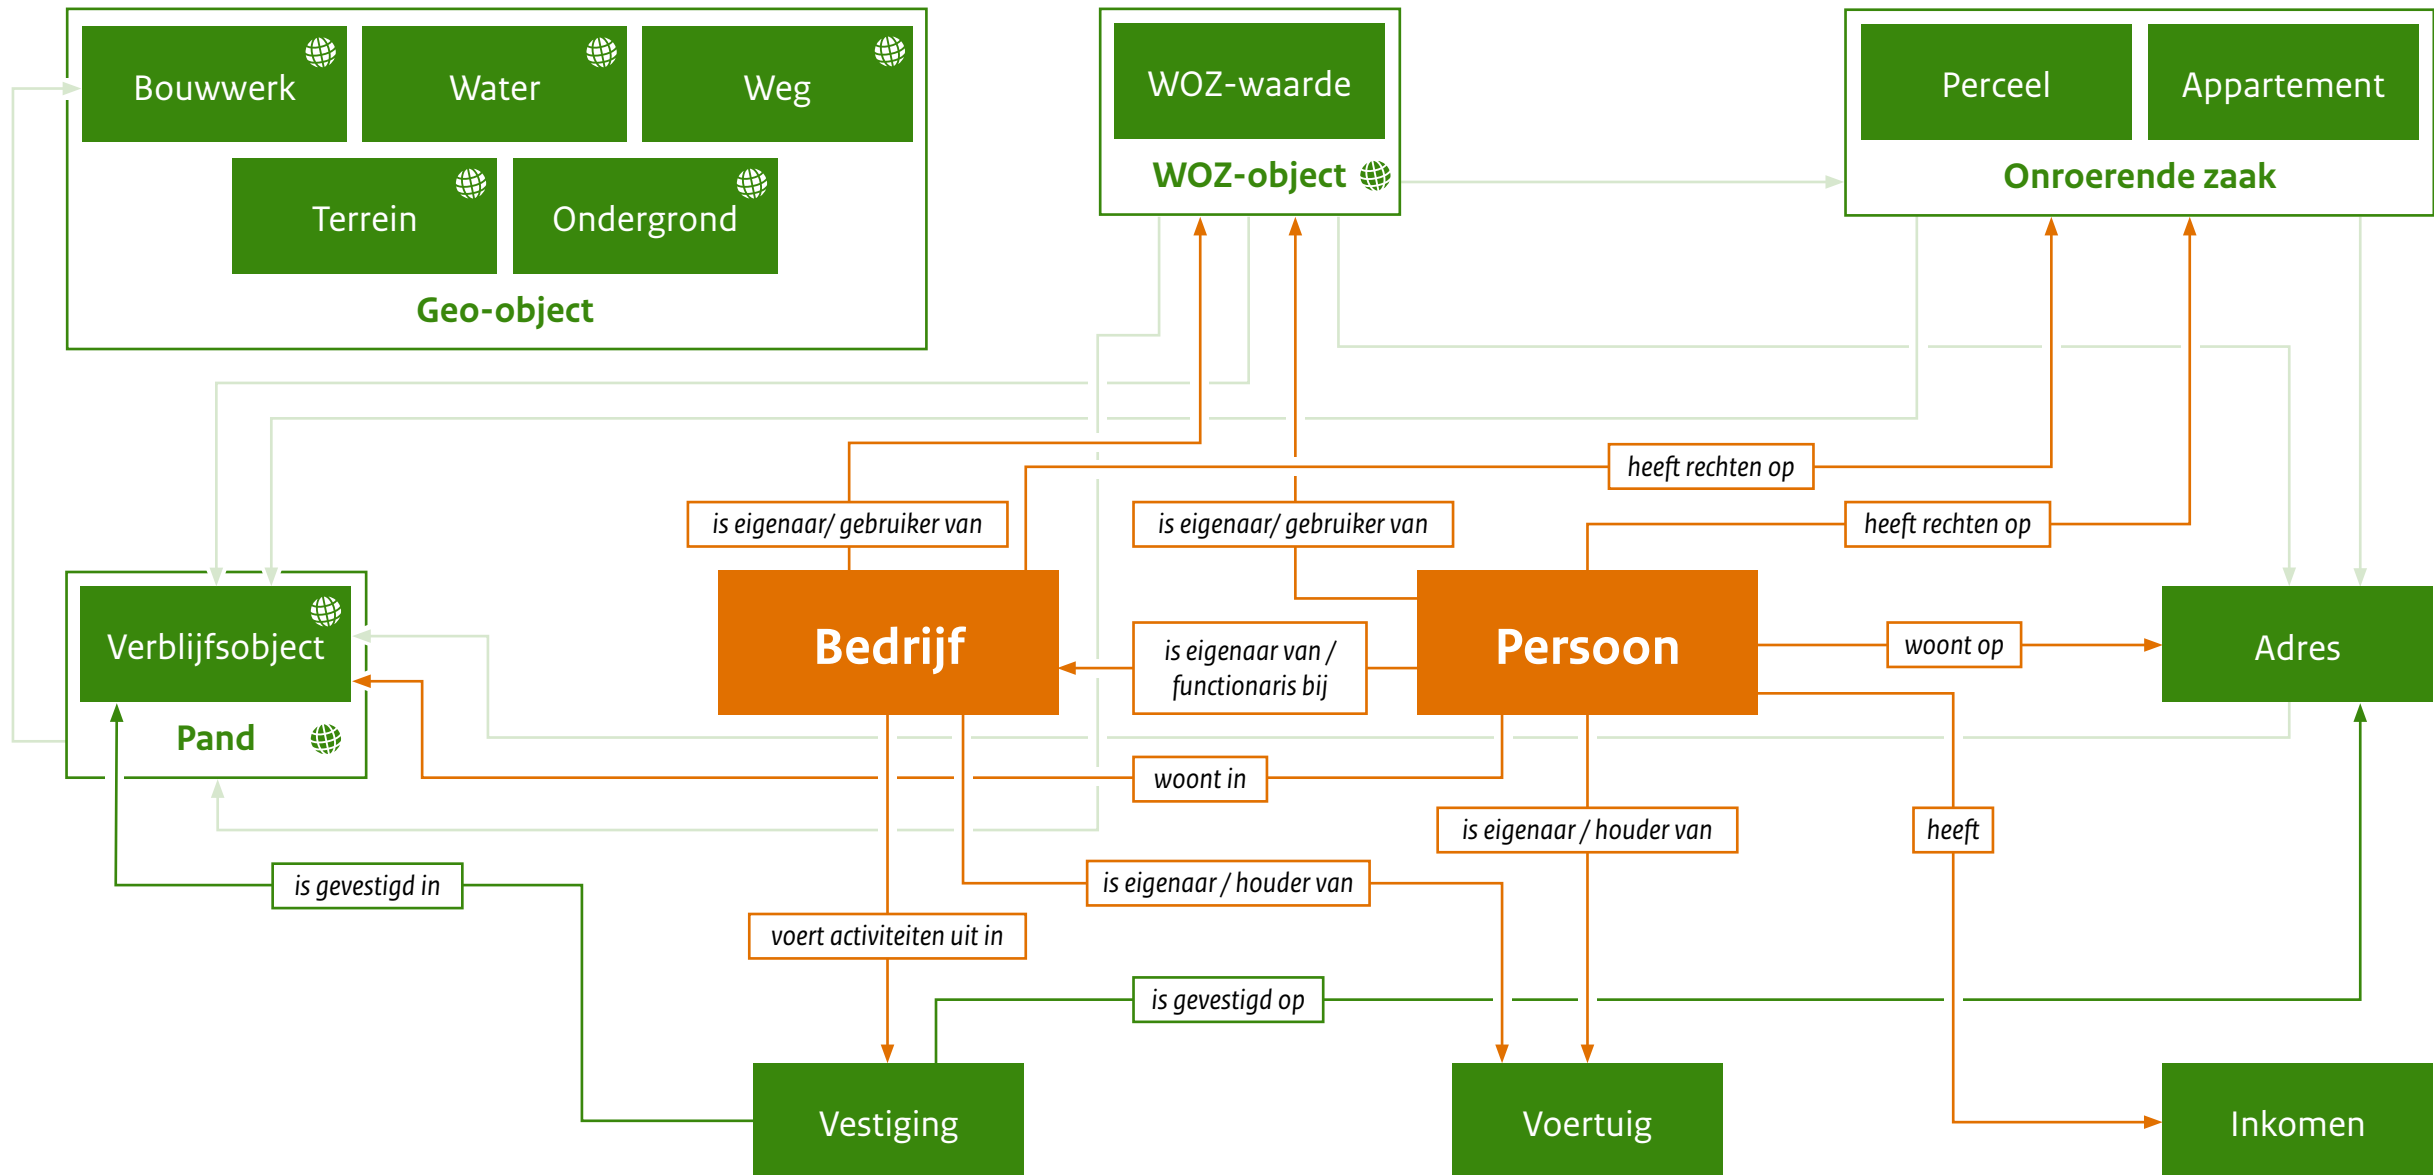 Bouwwerk
Water
Weg
WOZ-waarde
Perceel
Appartement
WOZ-object
Onroerende zaak
Terrein
Ondergrond
Geo-object
heeft rechten op
is eigenaar/ gebruiker van
is eigenaar/ gebruiker van
heeft rechten op
Verblijfsobject
Bedrijf
is eigenaar van /
functionaris bij
Persoon
woont op
Adres
Pand
woont in
is eigenaar / houder van
heeft
is gevestigd in
is eigenaar / houder van
voert activiteiten uit in
is gevestigd op
Vestiging
Voertuig
Inkomen